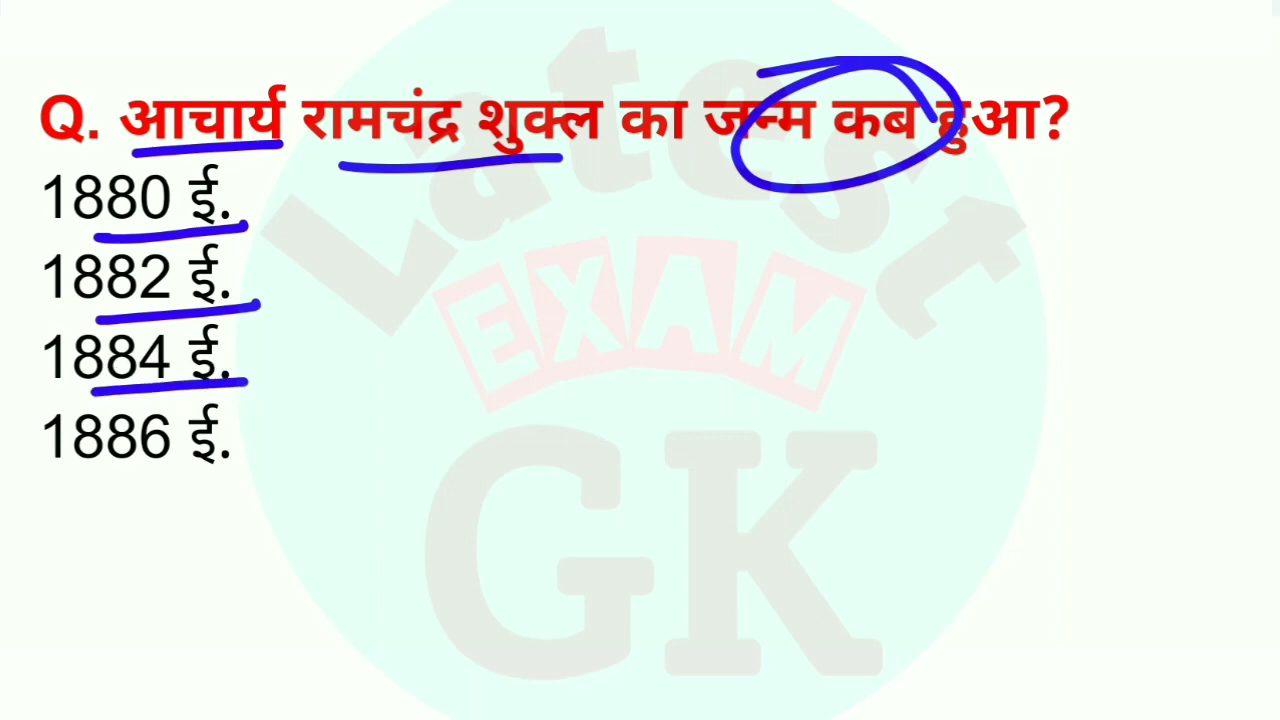 Q. आचार्य रामचंद्र शुक्ल का जन्म कब हुआ?
1880 ई.
1882 ई.
1884 ई.
1886 ई.
Latest
EXAM
GK